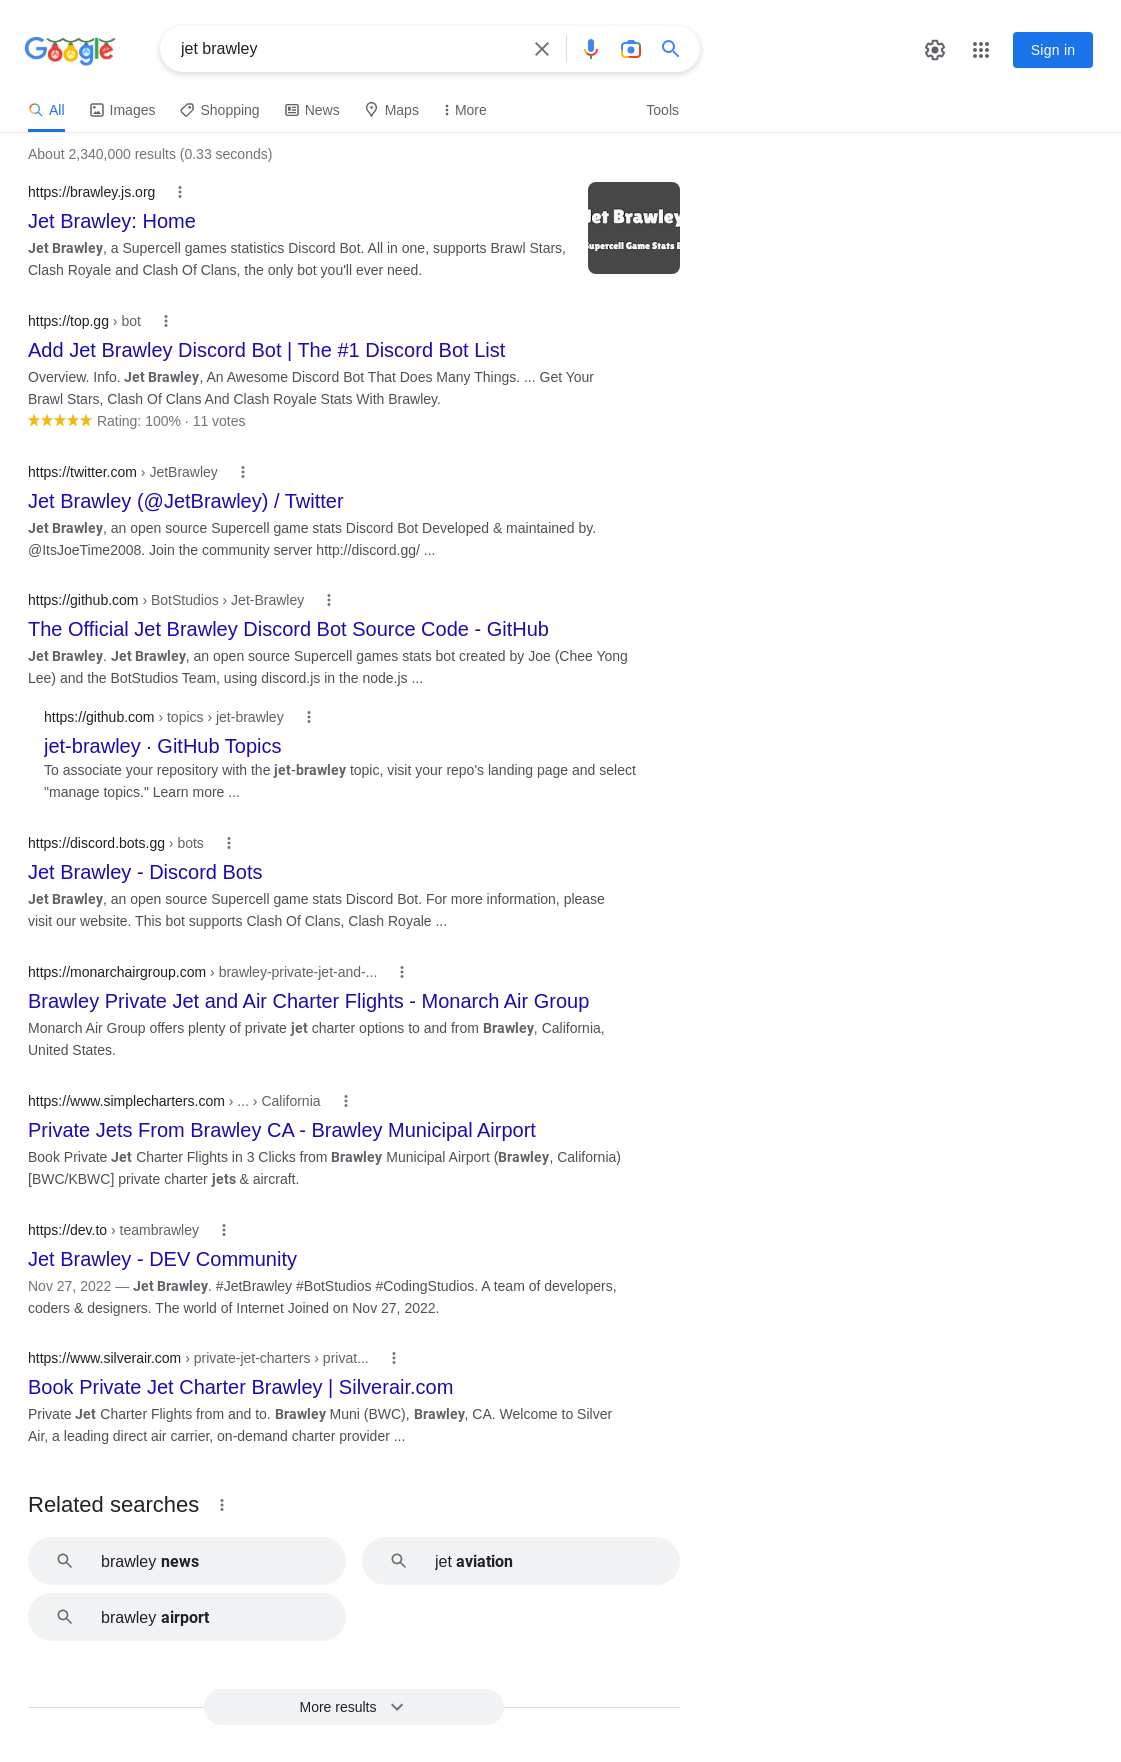 Google
jet brawley
Sign in
All
Images
Shopping
News
Maps
More
Tools
About 2,340,000 results (0.33 seconds)
https://brawley.js.org
Jet Brawley: Home
Jet Brawley, a Supercell games statistics Discord Bot. All in one, supports Brawl Stars,
Clash Royale and Clash Of Clans, the only bot you'll ever need.
Jet Brawley
Supercell Game Stats
https://top.gg › bot
Add Jet Brawley Discord Bot | The #1 Discord Bot List
Overview. Info. Jet Brawley, An Awesome Discord Bot That Does Many Things. ... Get Your
Brawl Stars, Clash Of Clans And Clash Royale Stats With Brawley.
Rating: 100% · 11 votes
https://twitter.com › JetBrawley
Jet Brawley (@JetBrawley) / Twitter
Jet Brawley, an open source Supercell game stats Discord Bot Developed & maintained by.
@ItsJoeTime2008. Join the community server http://discord.gg/ ...
https://github.com › BotStudios › Jet-Brawley
The Official Jet Brawley Discord Bot Source Code - GitHub
Jet Brawley. Jet Brawley, an open source Supercell games stats bot created by Joe (Chee Yong
Lee) and the BotStudios Team, using discord.js in the node.js ...
https://github.com › topics › jet-brawley
jet-brawley · GitHub Topics
To associate your repository with the jet-brawley topic, visit your repo's landing page and select
"manage topics." Learn more ...
https://discord.bots.gg › bots
Jet Brawley - Discord Bots
Jet Brawley, an open source Supercell game stats Discord Bot. For more information, please
visit our website. This bot supports Clash Of Clans, Clash Royale ...
https://monarchairgroup.com › brawley-private-jet-and-...
Brawley Private Jet and Air Charter Flights - Monarch Air Group
Monarch Air Group offers plenty of private jet charter options to and from Brawley, California,
United States.
https://www.simplecharters.com › ... › California
Private Jets From Brawley CA - Brawley Municipal Airport
Book Private Jet Charter Flights in 3 Clicks from Brawley Municipal Airport (Brawley, California)
[BWC/KBWC] private charter jets & aircraft.
https://dev.to › teambrawley
Jet Brawley - DEV Community
Nov 27, 2022 — Jet Brawley. #JetBrawley #BotStudios #CodingStudios. A team of developers,
coders & designers. The world of Internet Joined on Nov 27, 2022.
https://www.silverair.com › private-jet-charters › privat...
Book Private Jet Charter Brawley | Silverair.com
Private Jet Charter Flights from and to. Brawley Muni (BWC), Brawley, CA. Welcome to Silver
Air, a leading direct air carrier, on-demand charter provider ...
Related searches
brawley news
jet aviation
brawley airport
More results